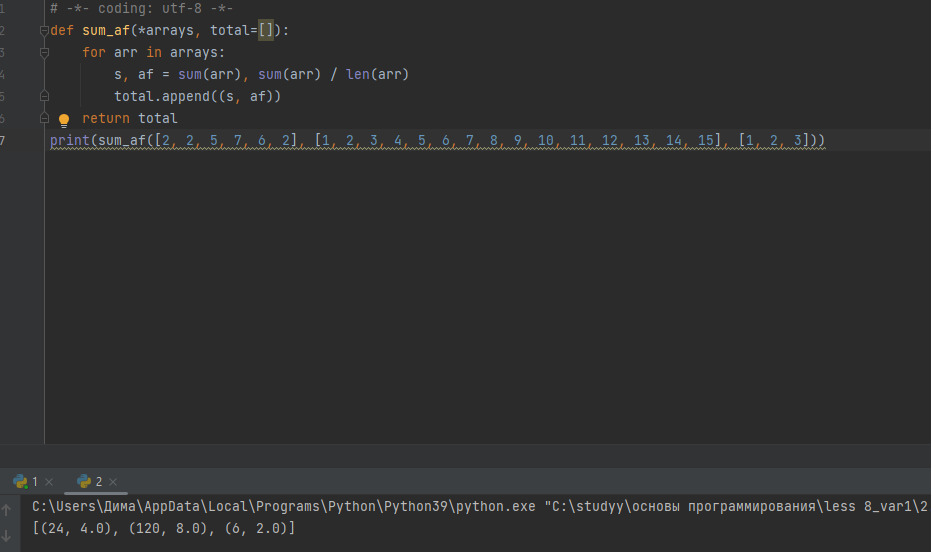 1 # -*- coding: utf-8 -*-
2 def sum_af(*arrays, total=[]):
3 for arr in arrays:
4 s, af = sum(arr), sum(arr) / len(arr)
5 total.append((s, af))
6 return total
7 print(sum_af([2, 2, 5, 7, 6, 2], [1, 2, 3, 4, 5, 6, 7, 8, 9, 10, 11, 12, 13, 14, 15], [1, 2, 3]))
1 2
C:\Users\Дима\AppData\Local\Programs\Python\Python39\python.exe "C:\studyy\основы программирования\less 8_var1\2
[(24, 4.0), (120, 8.0), (6, 2.0)]